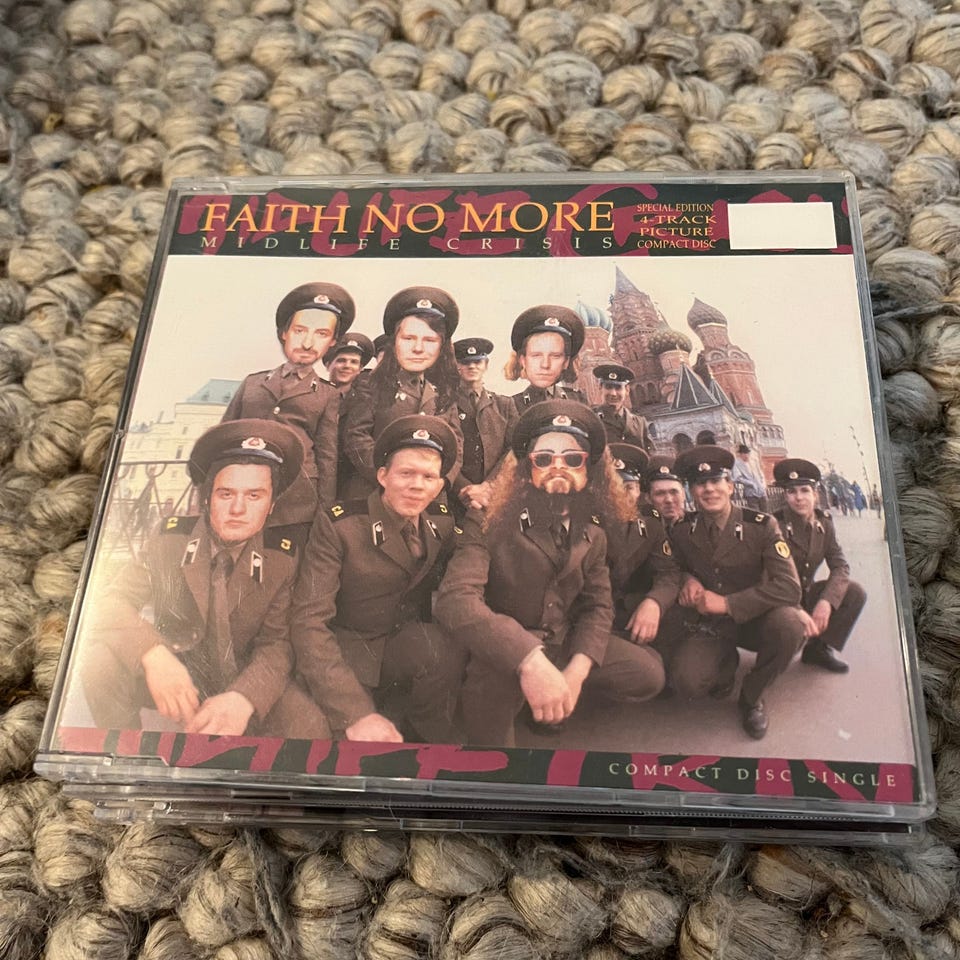 FAITH NO MORE
MIDLIFE CRISIS
SPECIAL EDITION
4-TRACK
PICTURE
COMPACT DISC
COMPACT DISC SINGLE